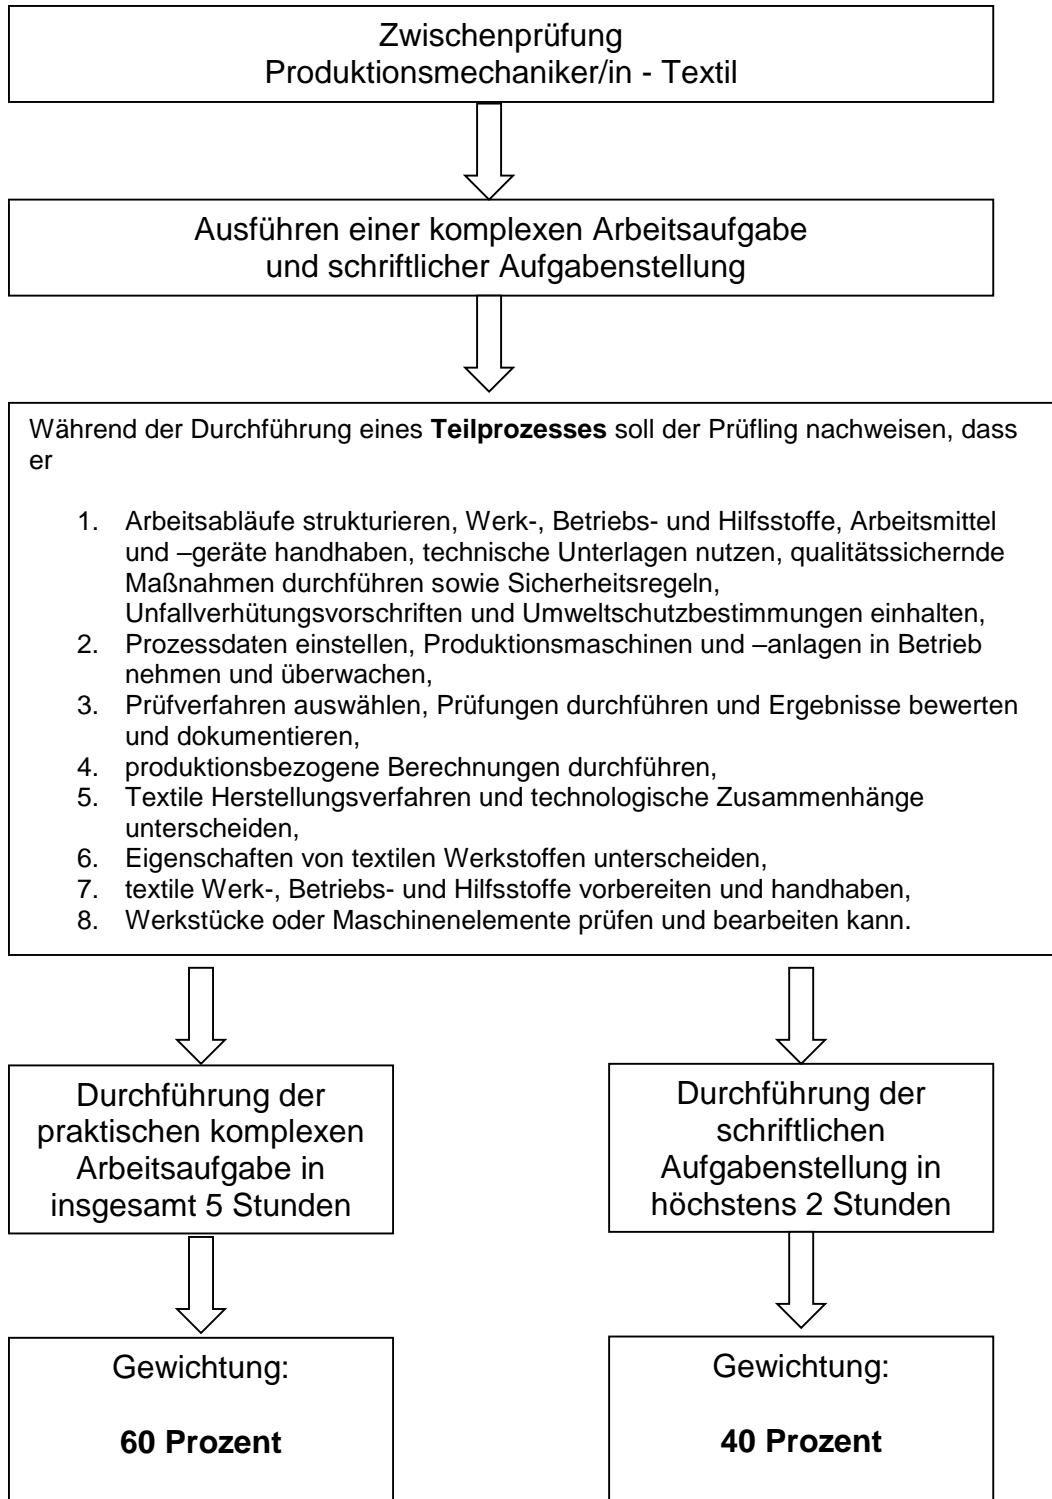 Zwischenprüfung
Produktionsmechaniker/in - Textil
Ausführen einer komplexen Arbeitsaufgabe
und schriftlicher Aufgabenstellung
Während der Durchführung eines Teilprozesses soll der Prüfling nachweisen, dass
er
1. Arbeitsabläufe strukturieren, Werk-, Betriebs- und Hilfsstoffe, Arbeitsmittel
und –geräte handhaben, technische Unterlagen nutzen, qualitätssichernde
Maßnahmen durchführen sowie Sicherheitsregeln,
Unfallverhütungsvorschriften und Umweltschutzbestimmungen einhalten,
2. Prozessdaten einstellen, Produktionsmaschinen und –anlagen in Betrieb
nehmen und überwachen,
3. Prüfverfahren auswählen, Prüfungen durchführen und Ergebnisse bewerten
und dokumentieren,
4. produktionsbezogene Berechnungen durchführen,
5. Textile Herstellungsverfahren und technologische Zusammenhänge
unterscheiden,
6. Eigenschaften von textilen Werkstoffen unterscheiden,
7. textile Werk-, Betriebs- und Hilfsstoffe vorbereiten und handhaben,
8. Werkstücke oder Maschinenelemente prüfen und bearbeiten kann.
Durchführung der
praktischen komplexen
Arbeitsaufgabe in
insgesamt 5 Stunden
Durchführung der
schriftlichen
Aufgabenstellung in
höchstens 2 Stunden
Gewichtung:
60 Prozent
Gewichtung:
40 Prozent